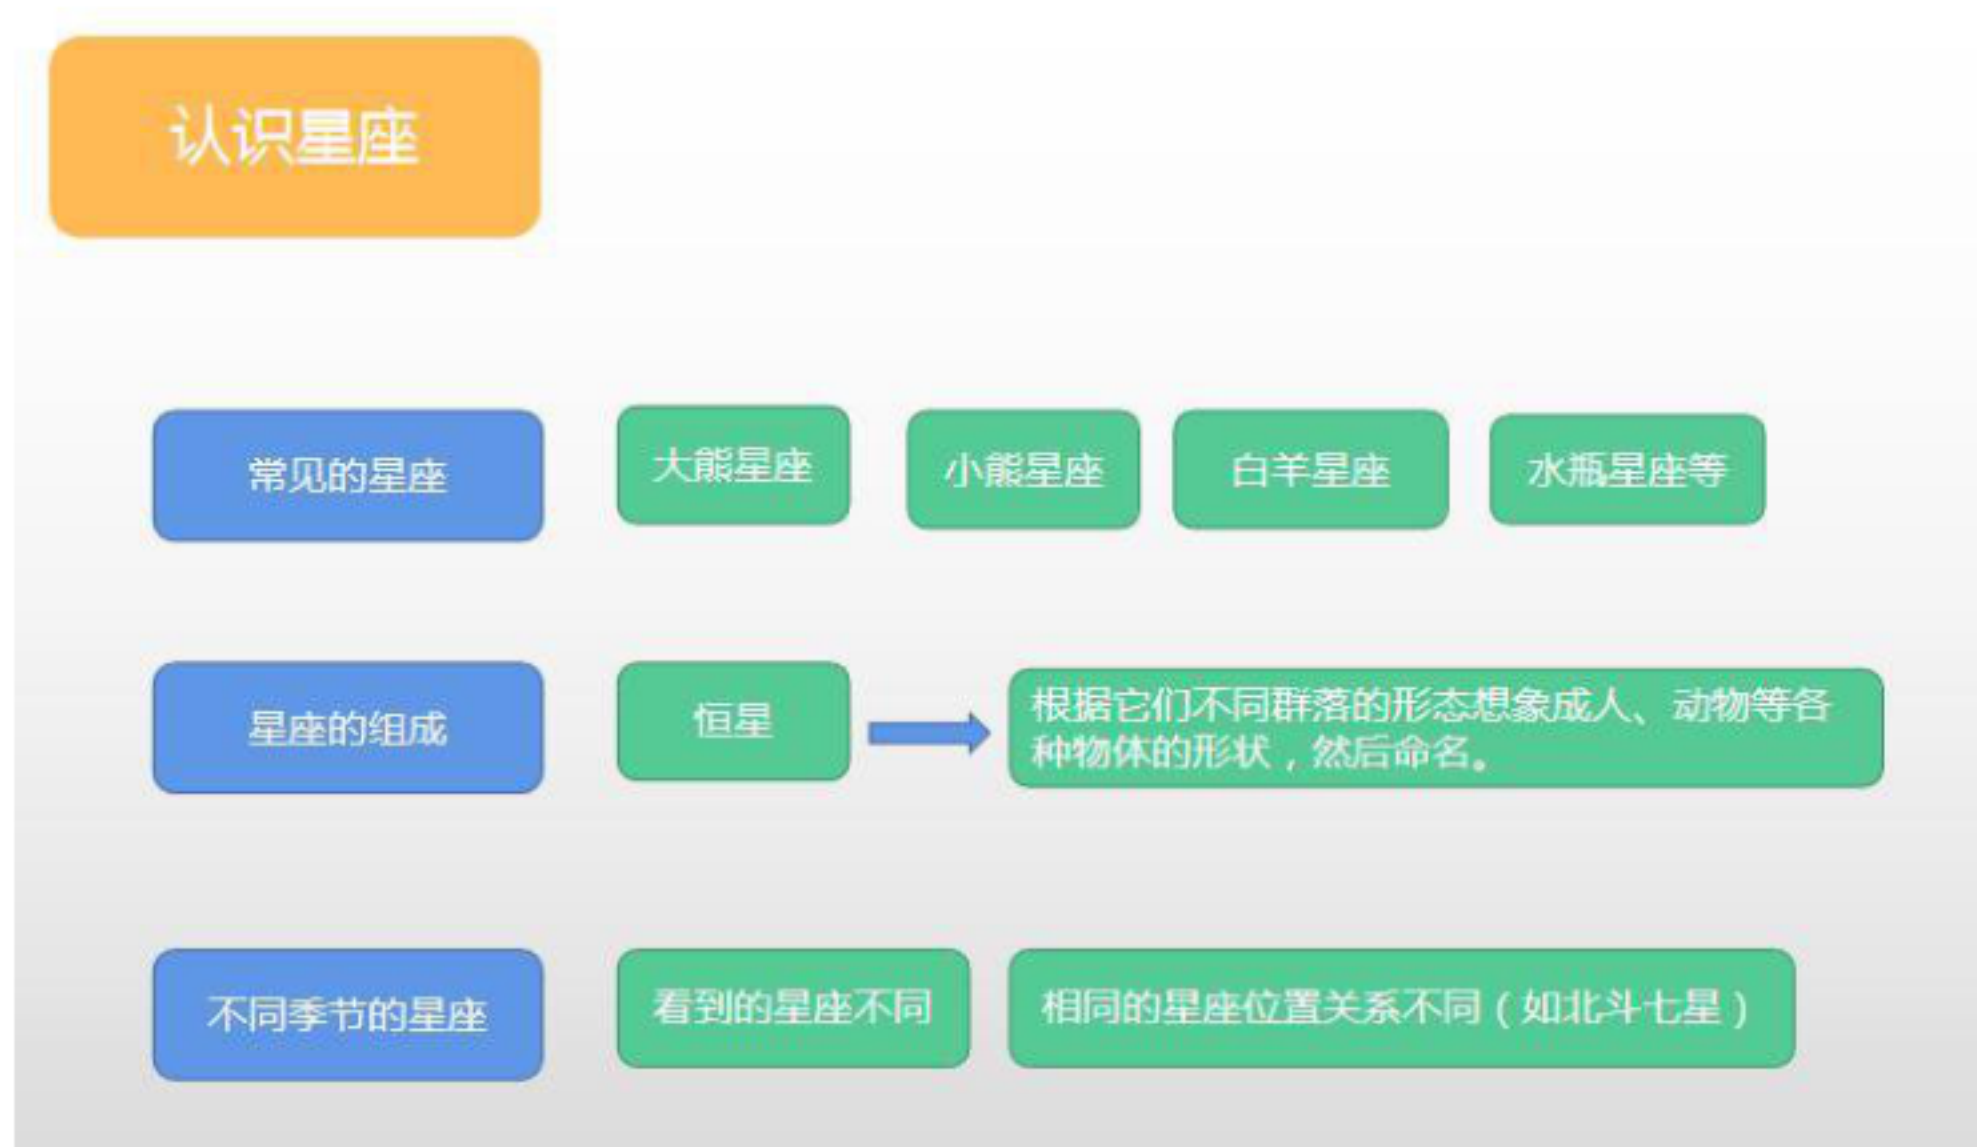 认识星座
常见的星座
大熊星座
小熊星座
白羊星座
水瓶星座等
星座的组成
恒星
根据它们不同群落的形态想象成人、动物等各
种物体的形状，然后命名。
不同季节的星座
看到的星座不同
相同的星座位置关系不同（如北斗七星）